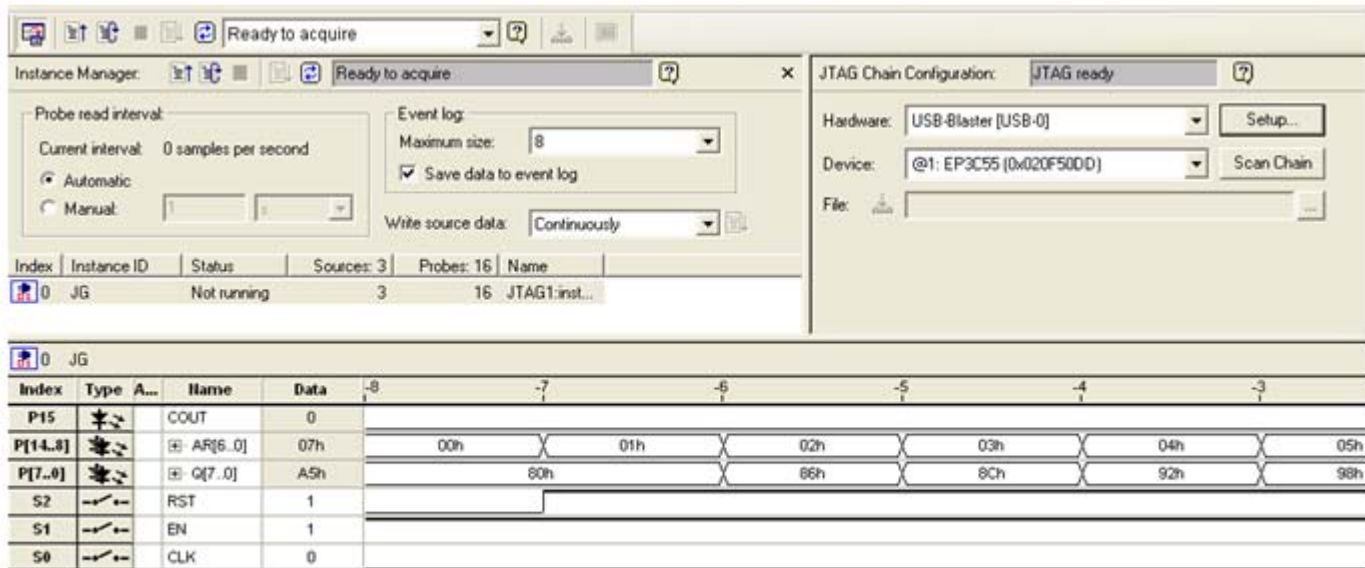 Ready to acquire
Instance Manager: Ready to acquire
JTAG Chain Configuration: JTAG ready
Probe read interval:
Current interval: 0 samples per second
Automatic
Manual: 1 s
Event log:
Maximum size: 8
Save data to event log
Write source data: Continuously
Hardware: USB-Blaster [USB-0] Setup...
Device: @1: EP3C55 (0x020F50DD) Scan Chain
File: ...
Index Instance ID Status Sources: 3 Probes: 16 Name
0 JG Not running 3 16 JTAG1:inst...
0 JG
Index Type A... Name Data -8 -7 -6 -5 -4 -3
P15 COUT 0
P[14..8] AR[6..0] 07h 00h 01h 02h 03h 04h 05h
P[7..0] Q[7..0] A5h 80h 86h 8Ch 92h 98h
S2 RST 1
S1 EN 1
S0 CLK 0